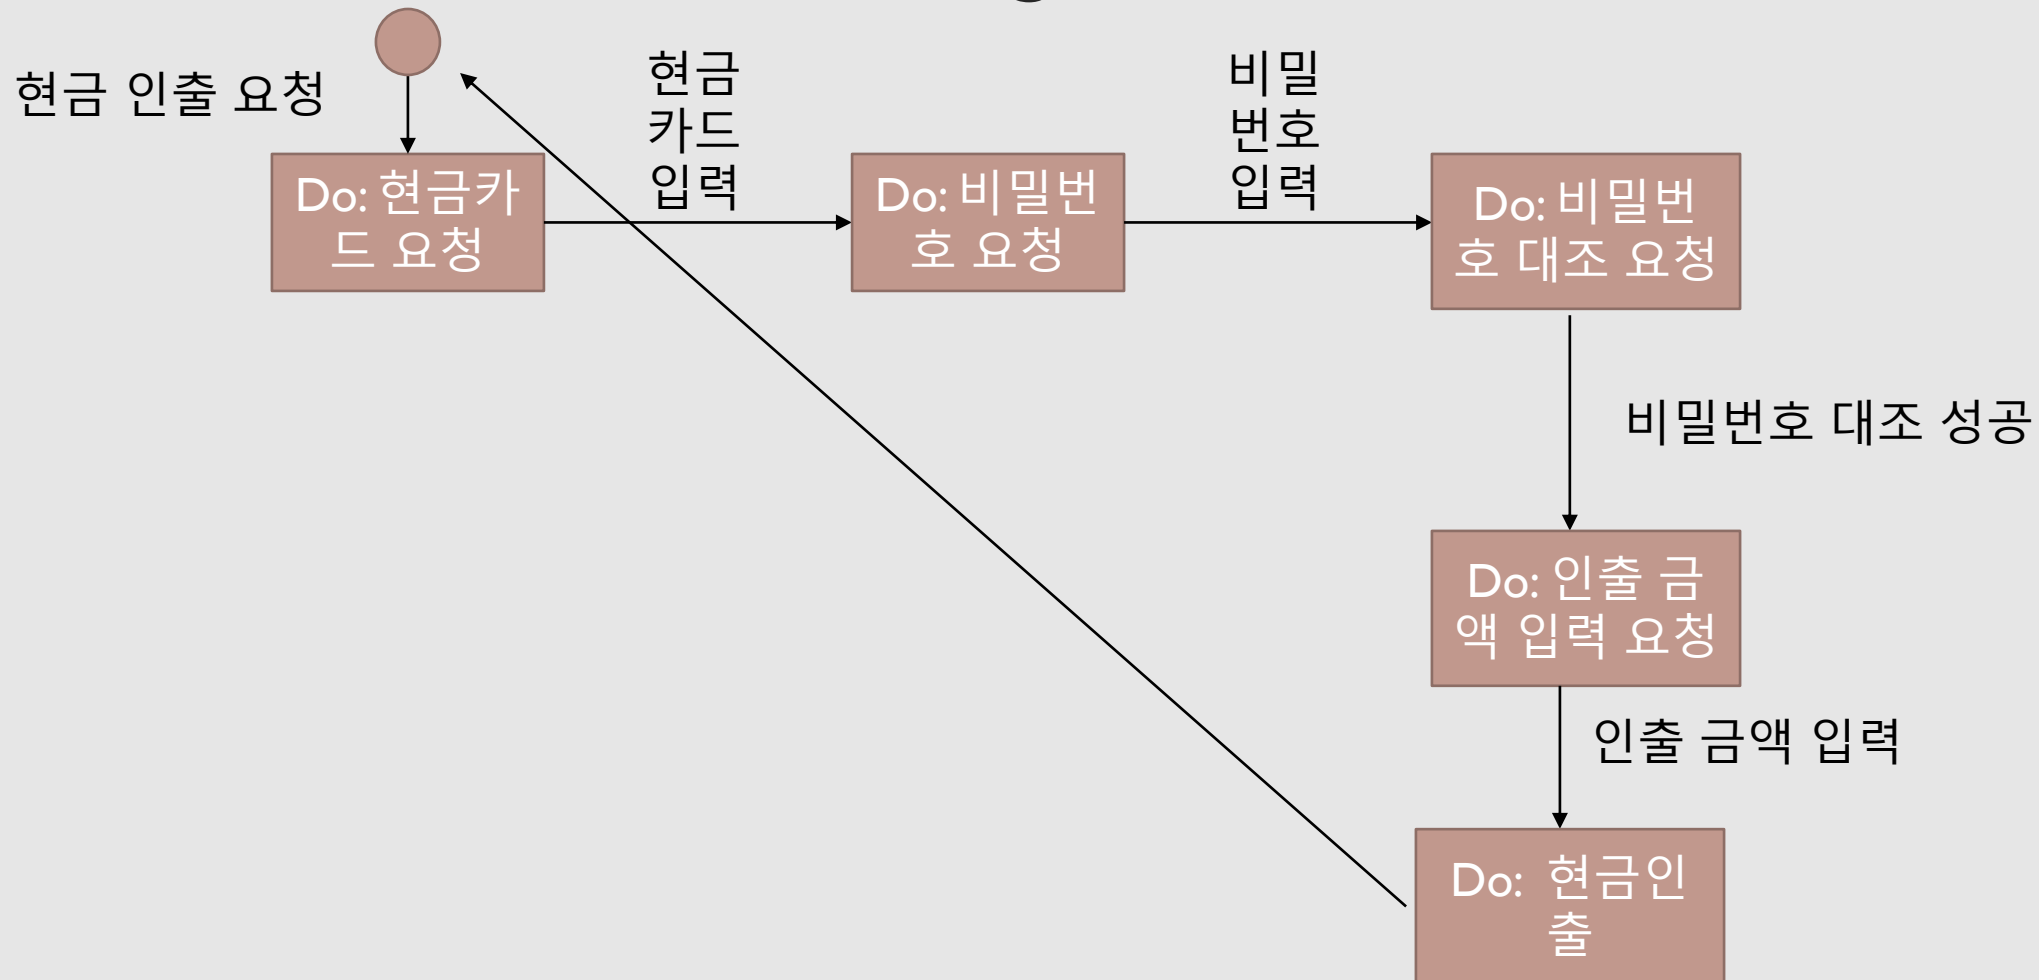 현금 인출 요청
현금
카드
입력
비밀
번호
입력
Do: 현금카
드 요청
Do: 비밀번
호 요청
Do: 비밀번
호 대조 요청
비밀번호 대조 성공
Do: 인출 금
액 입력 요청
인출 금액 입력
Do: 현금인
출